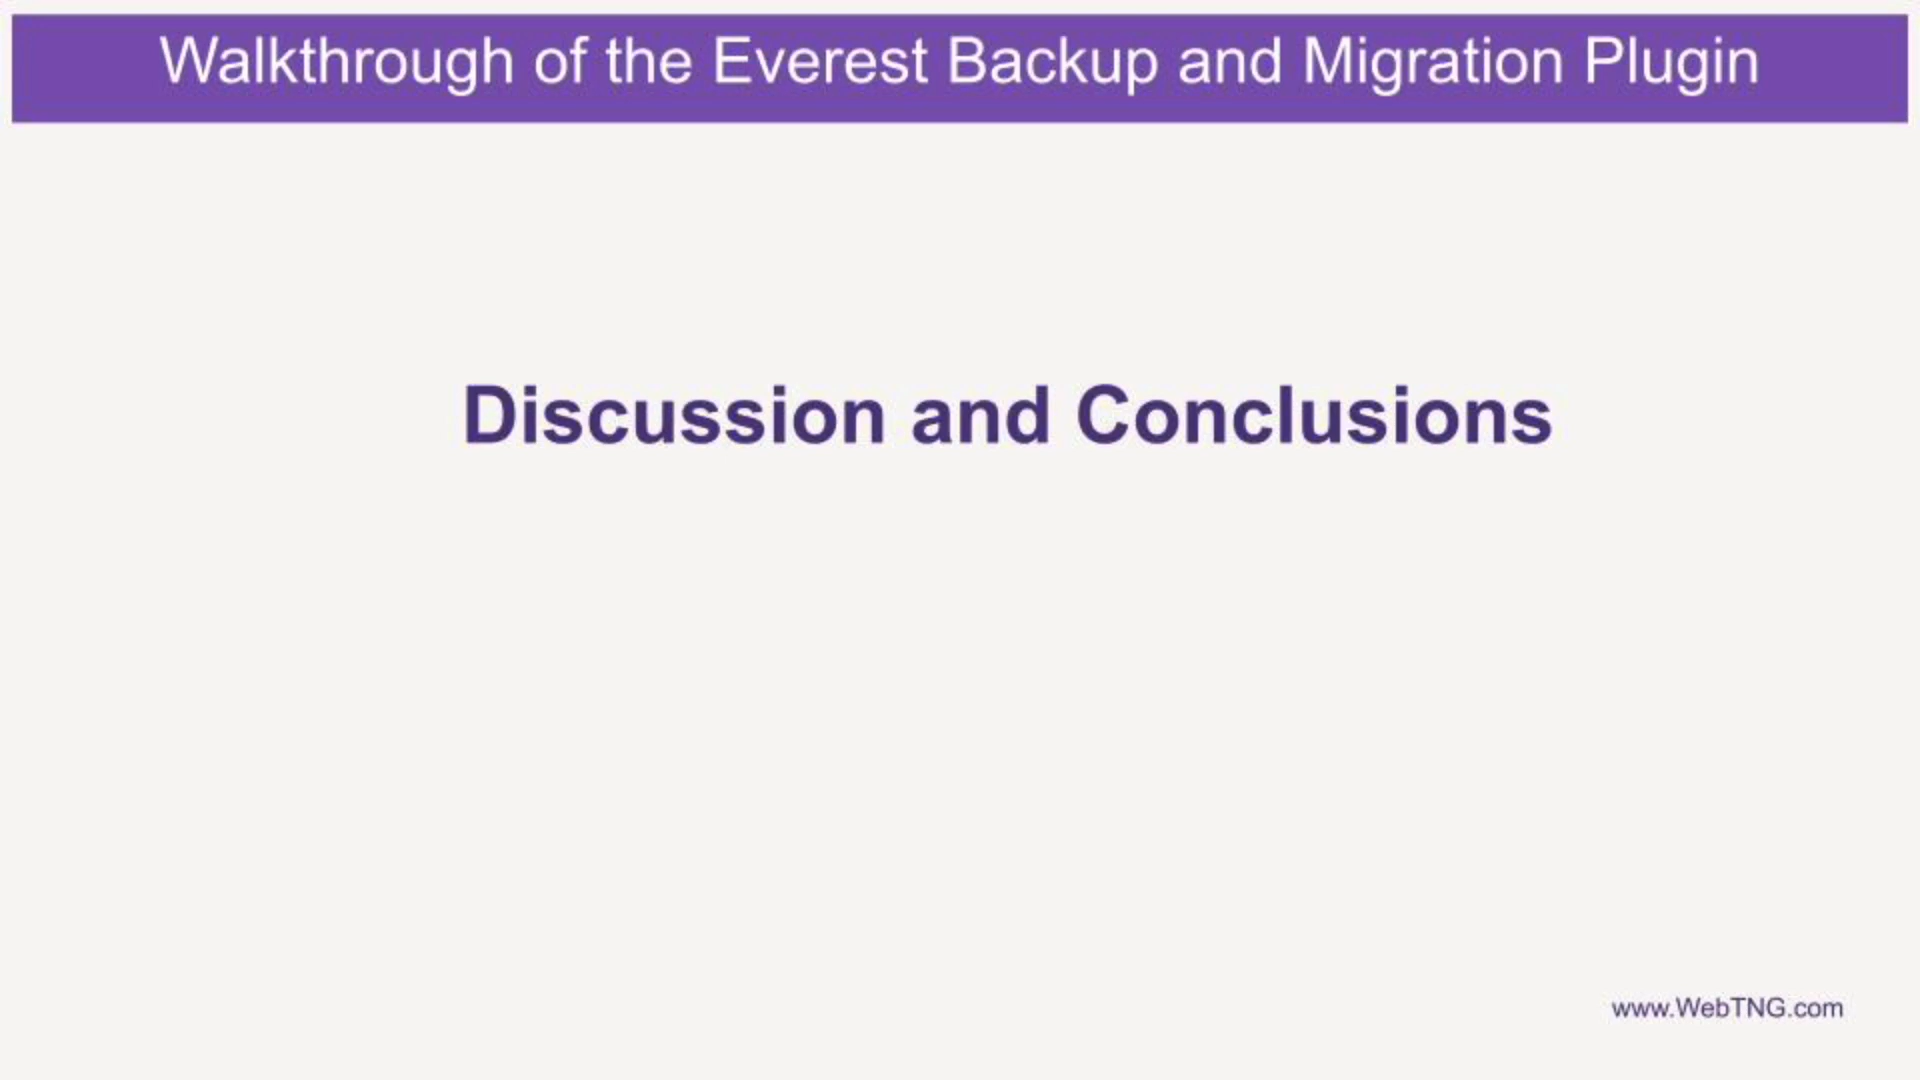 Walkthrough of the Everest Backup and Migration Plugin
Discussion and Conclusions
www.WebTNG.com